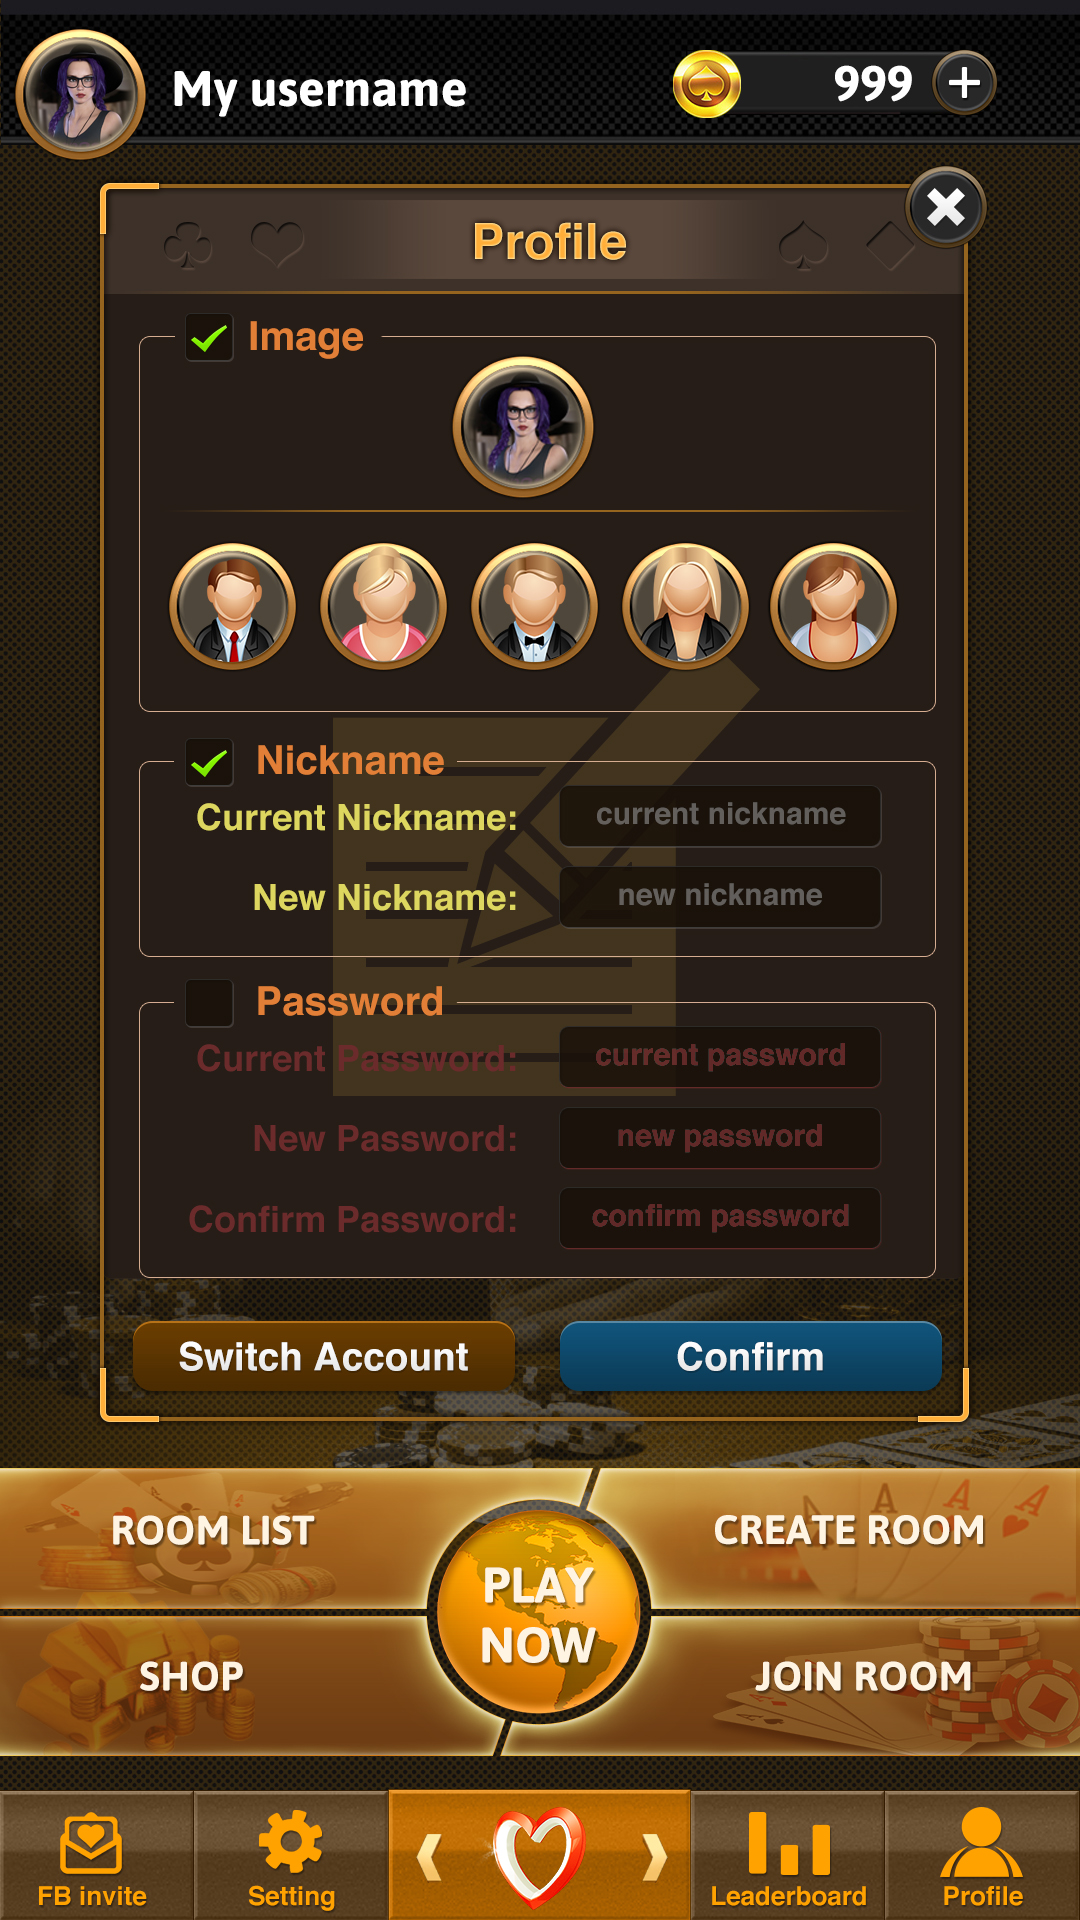 My username
999
Profile
Image
Nickname
Current Nickname:
current nickname
New Nickname:
new nickname
Password
Current Password:
current password
New Password:
new password
Confirm Password:
confirm password
Switch Account
Confirm
ROOM LIST
CREATE ROOM
PLAY
NOW
SHOP
JOIN ROOM
FB invite
Setting
Leaderboard
Profile